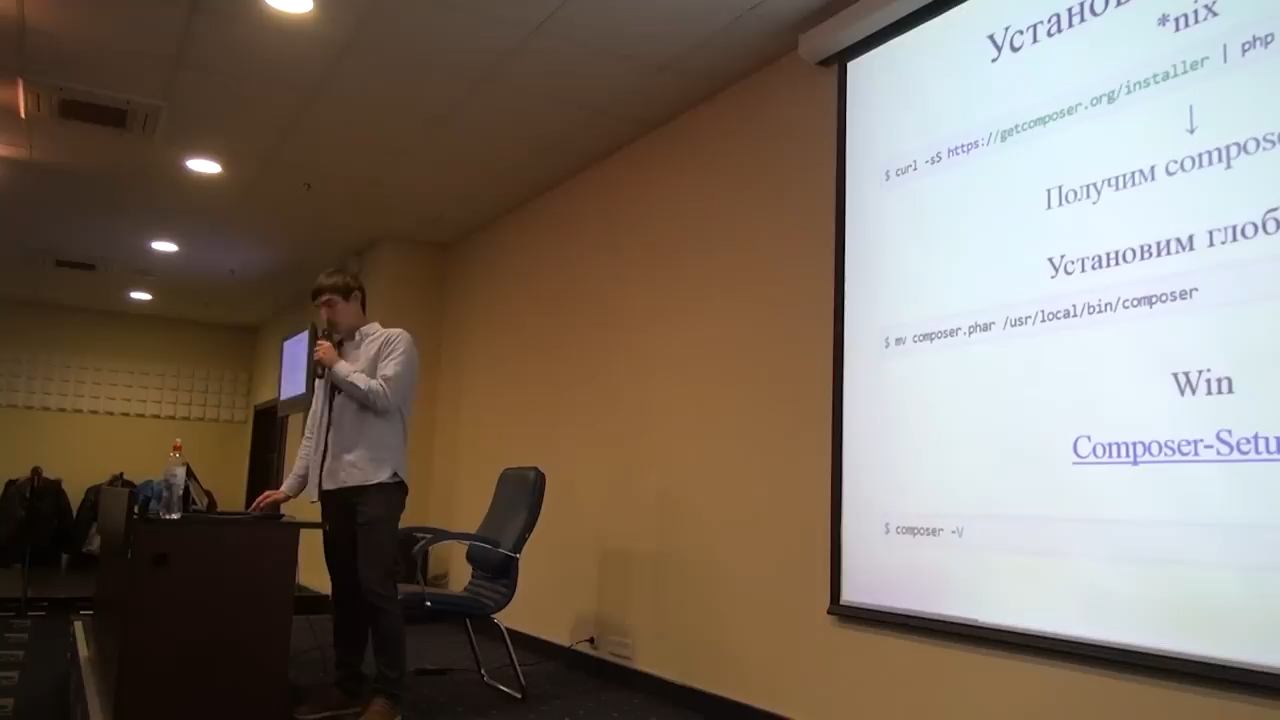 Установ
*nix
$ curl -sS https://getcomposer.org/installer | php
↓
Получим compos
Установим глоб
$ mv composer.phar /usr/local/bin/composer
Win
Composer-Setu
$ composer -V